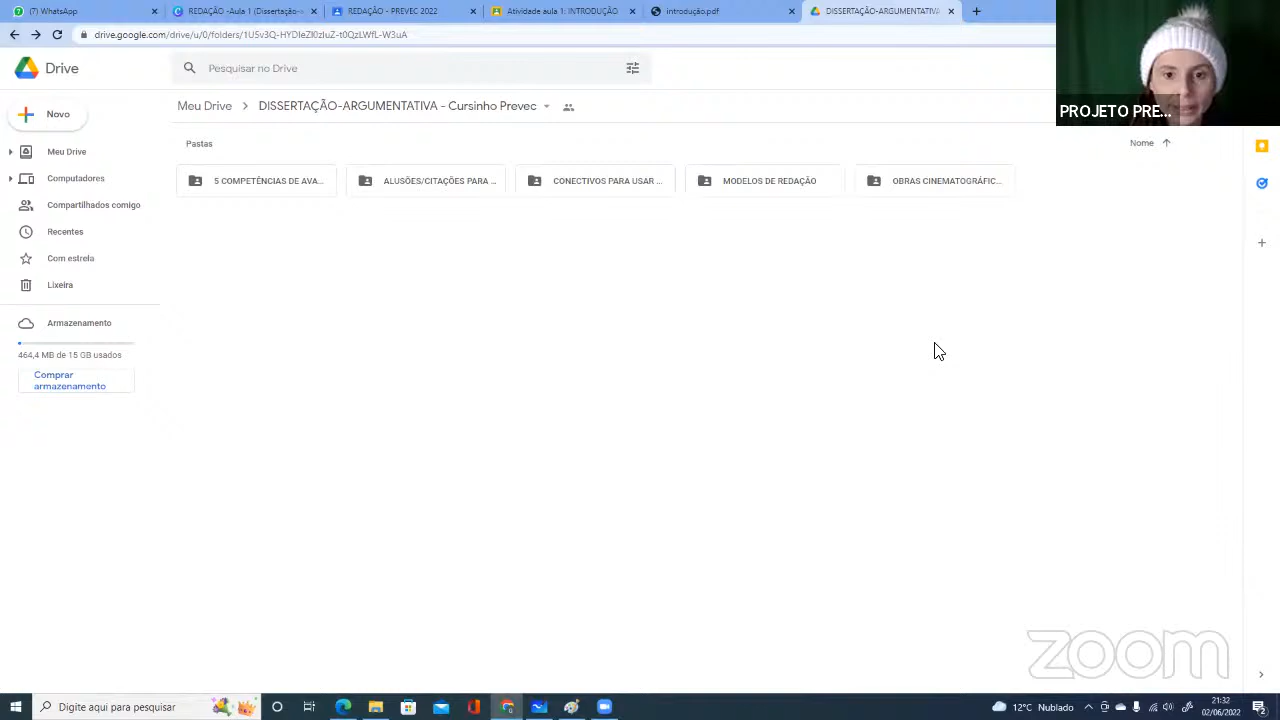 (7) WhatsApp
REDAÇÃO -Aula 1 (Dissertação-
REDAÇÃO - PREVEC 2022
Atividade aula 1: INTRODUÇÃO
introdução.pdf
DISSERTAÇÃO-ARGUMENTATIVA
drive.google.com/drive/u/0/folders/
Drive
Pesquisar no Drive
PROJETO PRE...
Meu Drive
DISSERTAÇÃO-ARGUMENTATIVA - Cursinho Prevec
Novo
Pastas
Nome
Meu Drive
Computadores
Compartilhados comigo
Recentes
Com estrela
Lixeira
Armazenamento
464,4 MB de 15 GB usados
Comprar
armazenamento
5 COMPETÊNCIAS DE AVA...
ALUSÕES/CITAÇÕES PARA ...
CONECTIVOS PARA USAR ...
MODELOS DE REDAÇÃO
OBRAS CINEMATOGRÁFIC...
zoom
Digite aqui para pesquisar
12°C Nublado
21:32
02/06/2022
2